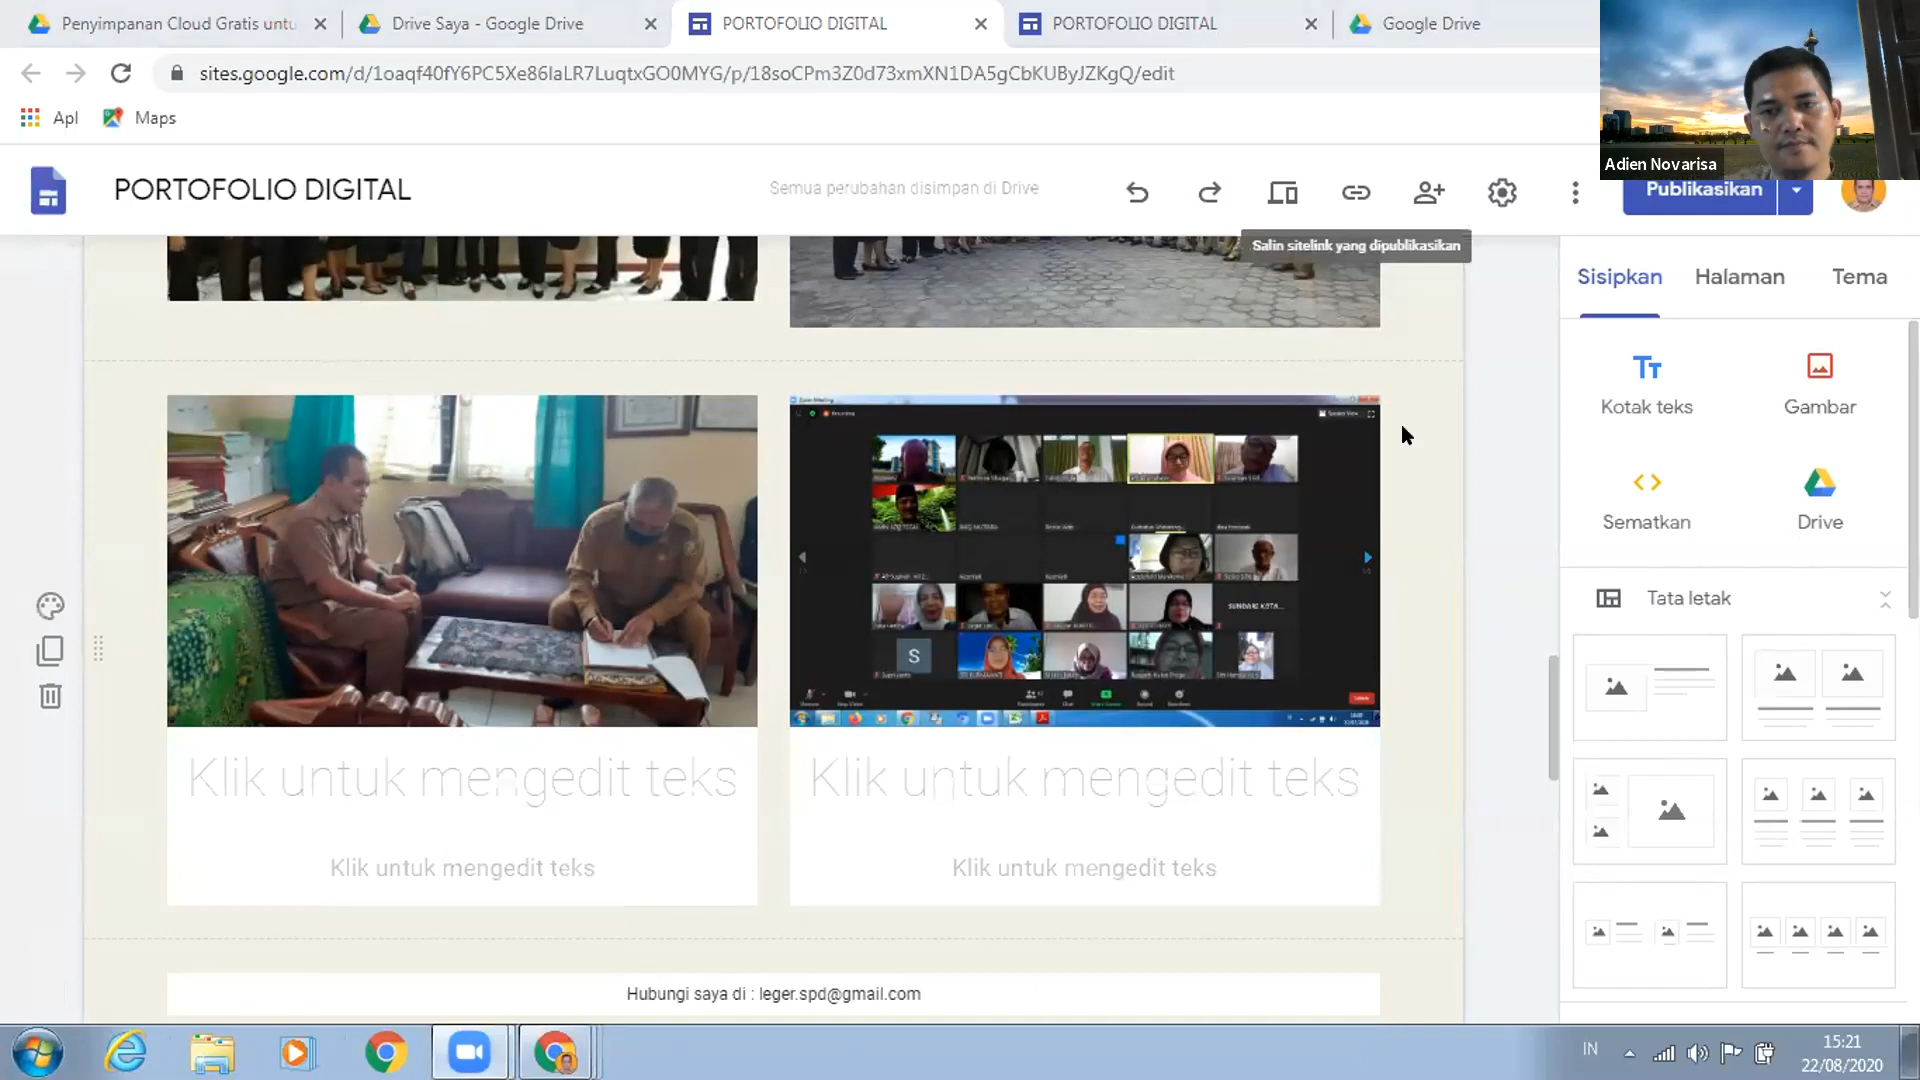 Penyimpanan Cloud Gratis untu
Drive Saya - Google Drive
PORTOFOLIO DIGITAL
PORTOFOLIO DIGITAL
Google Drive
sites.google.com/d/1oaqf40fY6PC5Xe86IaLR7LuqtxGO0MYG/p/18soCPm3Z0d73xmXN1DA5gCbKUByJZKgQ/edit
Apl
Maps
Adien Novarisa
PORTOFOLIO DIGITAL
Semua perubahan disimpan di Drive
Publikasikan
Salin sitelink yang dipublikasikan
Sisipkan
Halaman
Tema
Kotak teks
Gambar
Sematkan
Drive
Tata letak
SUNDARI KOTA...
S
Klik untuk mengedit teks
Klik untuk mengedit teks
Klik untuk mengedit teks
Klik untuk mengedit teks
Hubungi saya di : leger.spd@gmail.com
IN
15:21
22/08/2020